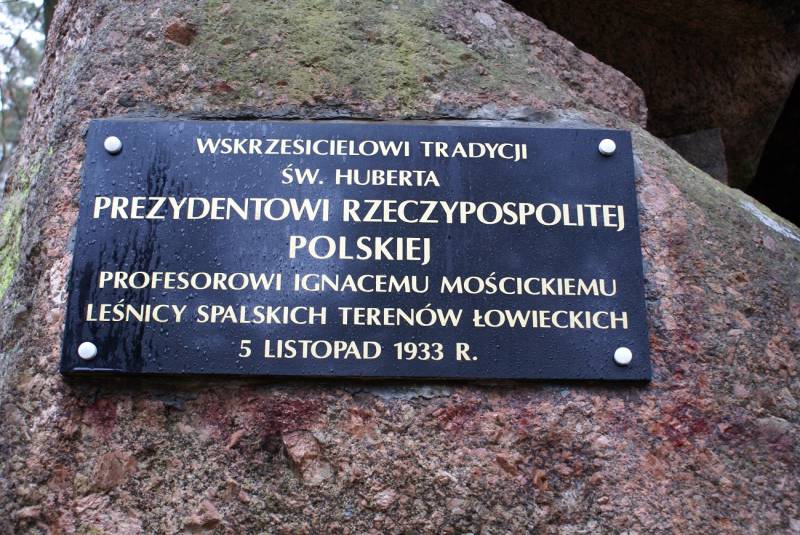 WSKRZESICIELOWI TRADYCJI
ŚW. HUBERTA
PREZYDENTOWI RZECZYPOSPOLITEJ
POLSKIEJ
PROFESOROWI IGNACEMU MOŚCICKIEMU
LEŚNICY SPALSKICH TERENÓW ŁOWIECKICH
5 LISTOPAD 1933 R.